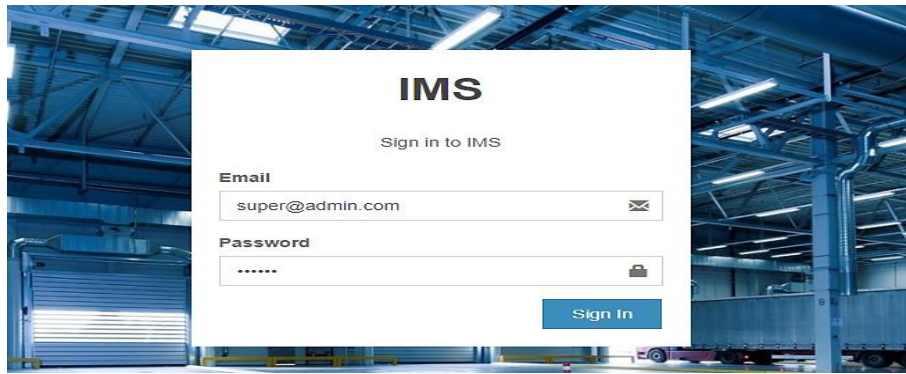 IMS
Sign in to IMS
Email
super@admin.com
Password
••••••
Sign In